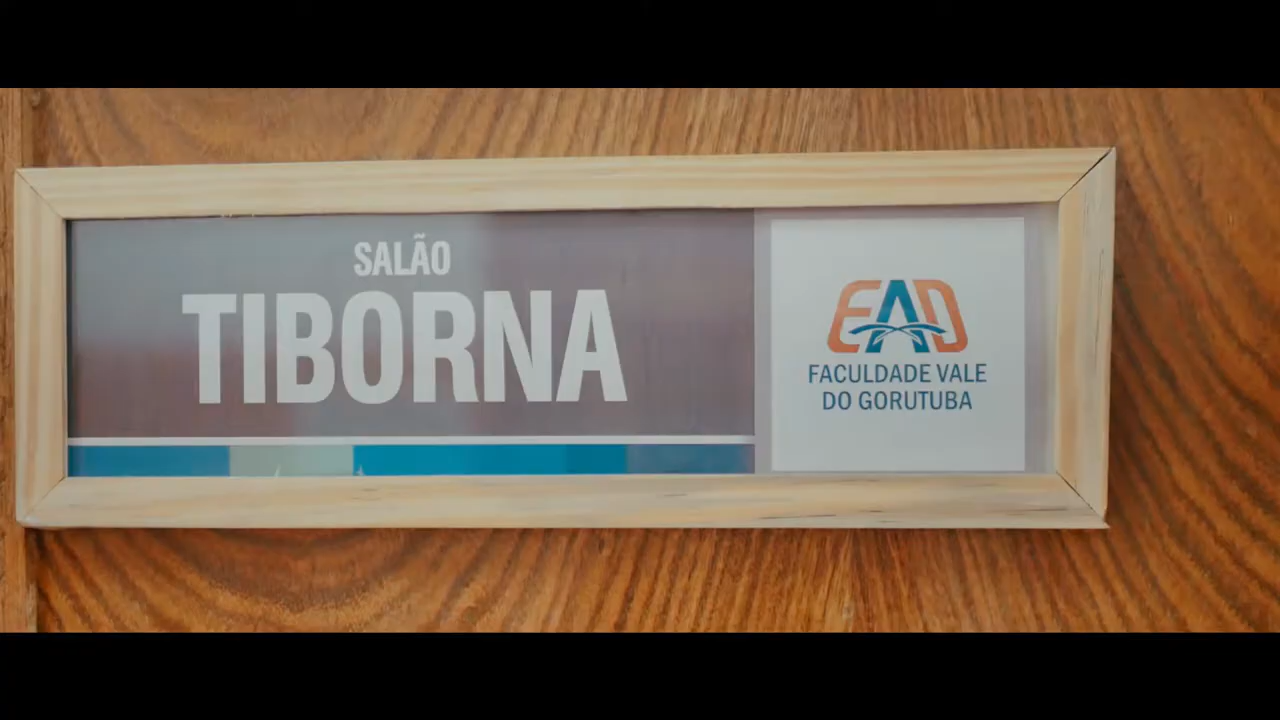 SALÃO
TIBORNA
EAD
FACULDADE VALE
DO GORUTUBA